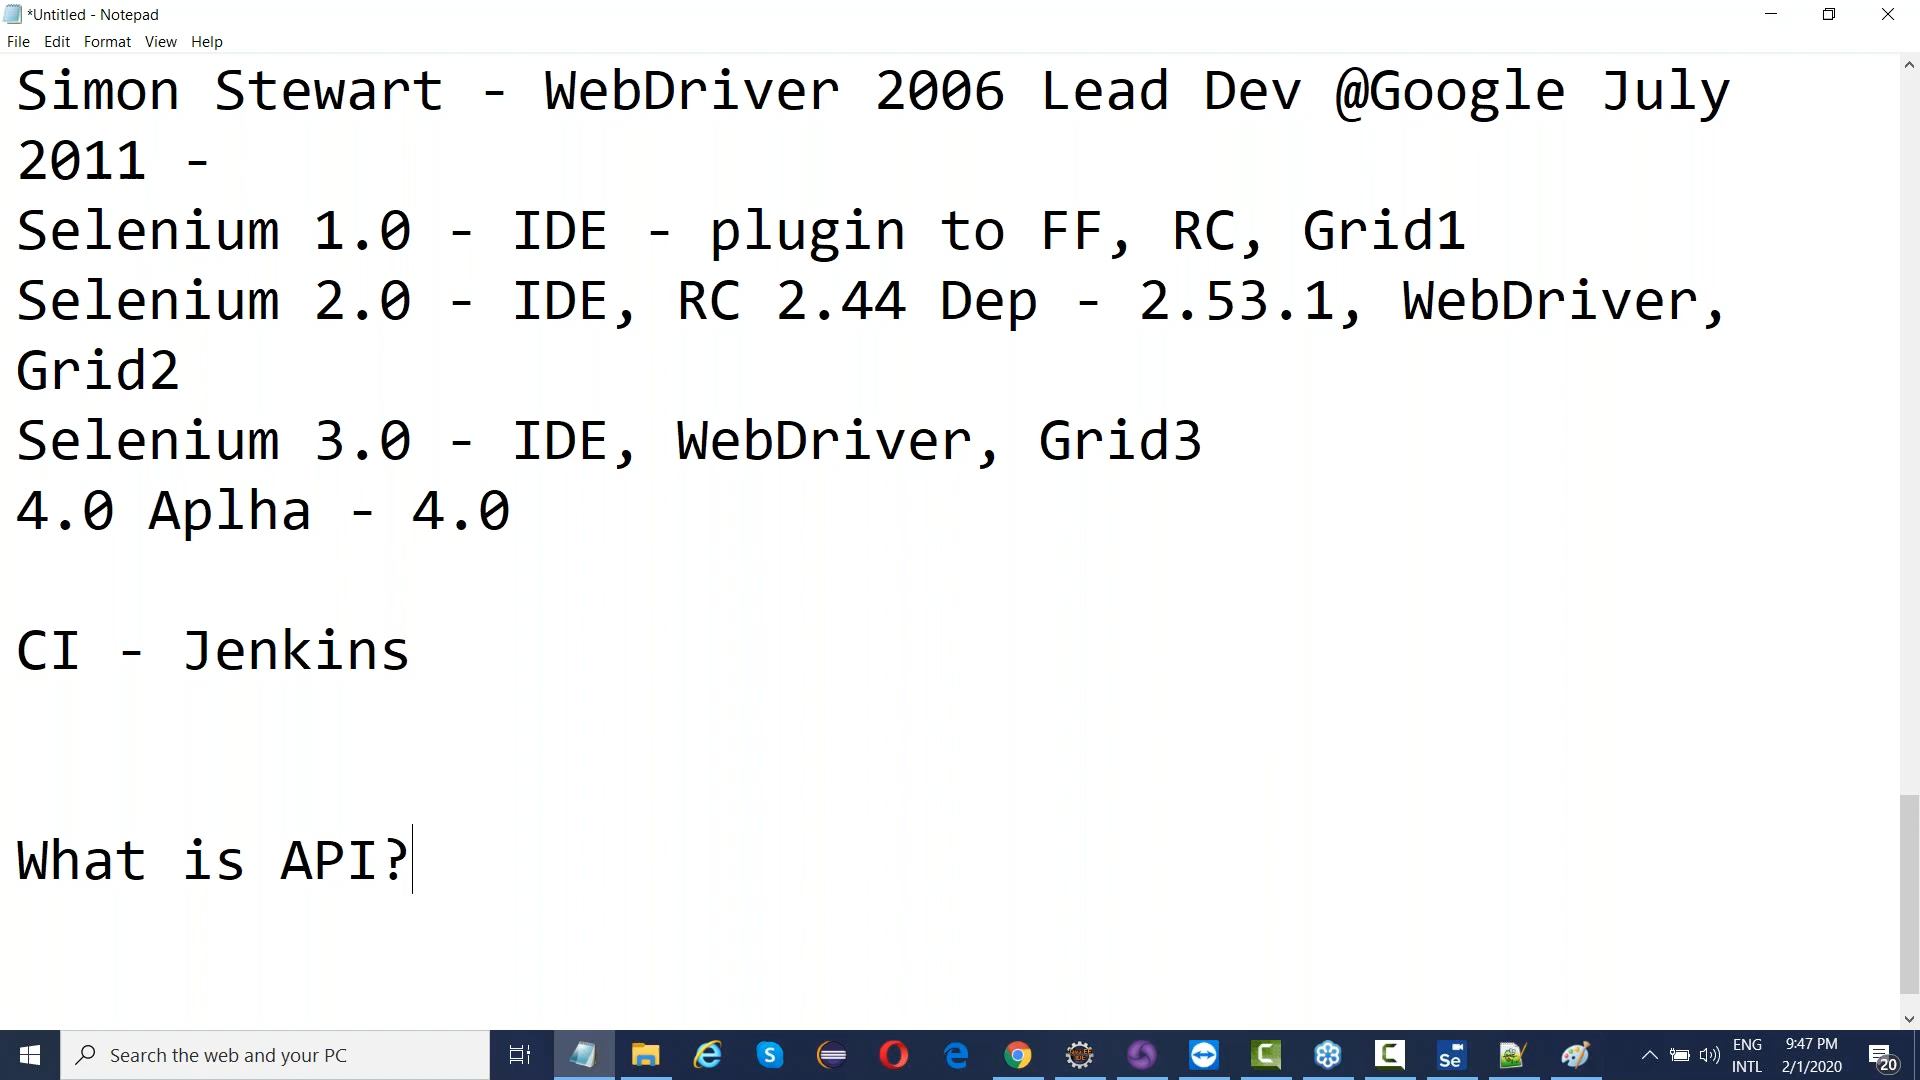 *Untitled - Notepad
File Edit Format View Help
Simon Stewart - WebDriver 2006 Lead Dev @Google July
2011 -
Selenium 1.0 - IDE - plugin to FF, RC, Grid1
Selenium 2.0 - IDE, RC 2.44 Dep - 2.53.1, WebDriver,
Grid2
Selenium 3.0 - IDE, WebDriver, Grid3
4.0 Aplha - 4.0
CI - Jenkins
What is API?
Search the web and your PC
Se
ENG
INTL
9:47 PM
2/1/2020
20